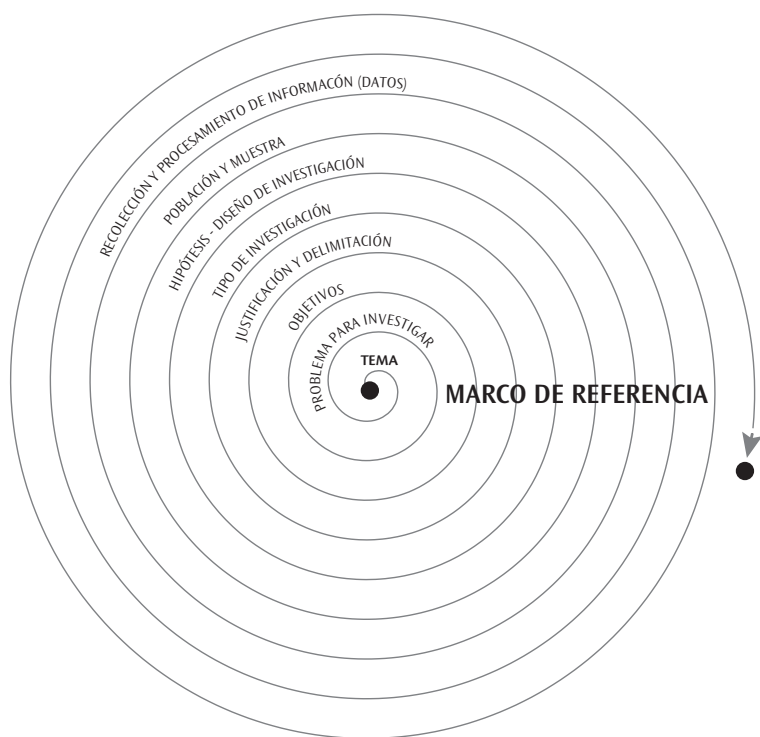 RECOLECCIÓN Y PROCESAMIENTO DE INFORMACÓN (DATOS)
POBLACIÓN Y MUESTRA
HIPÓTESIS - DISEÑO DE INVESTIGACIÓN
TIPO DE INVESTIGACIÓN
JUSTIFICACIÓN Y DELIMITACIÓN
OBJETIVOS
PROBLEMA PARA INVESTIGAR
TEMA
MARCO DE REFERENCIA